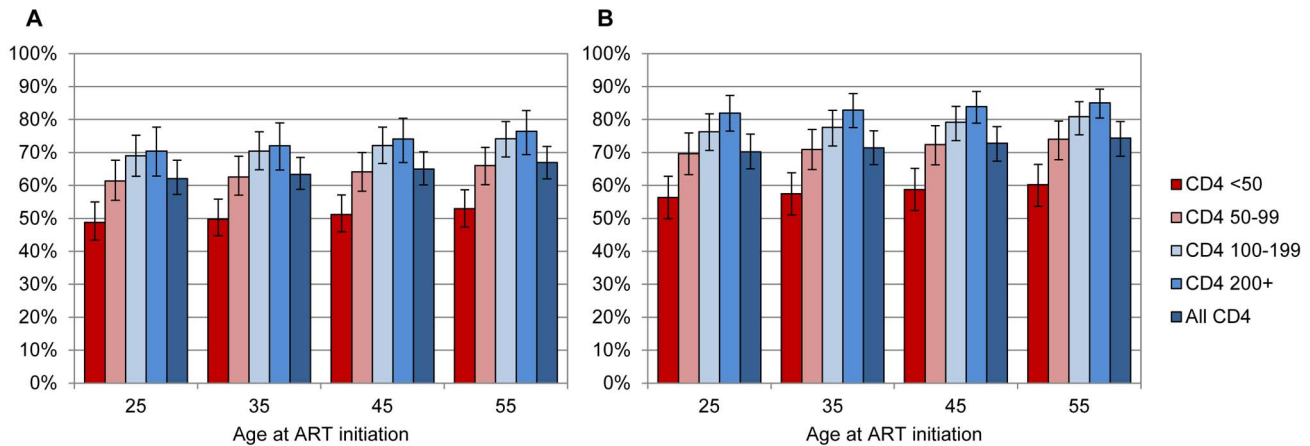 A
B
100%
90%
80%
70%
60%
50%
40%
30%
20%
10%
0%
25 35 45 55
Age at ART initiation
100%
90%
80%
70%
60%
50%
40%
30%
20%
10%
0%
25 35 45 55
Age at ART initiation
CD4 <50
CD4 50-99
CD4 100-199
CD4 200+
All CD4